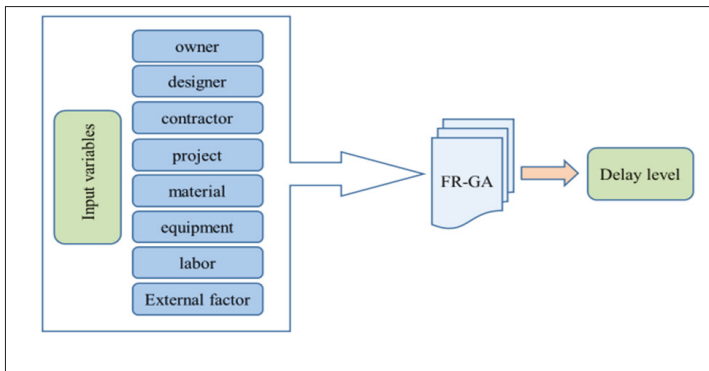 Input variables
owner
designer
contractor
project
material
equipment
labor
External factor
FR-GA
Delay level